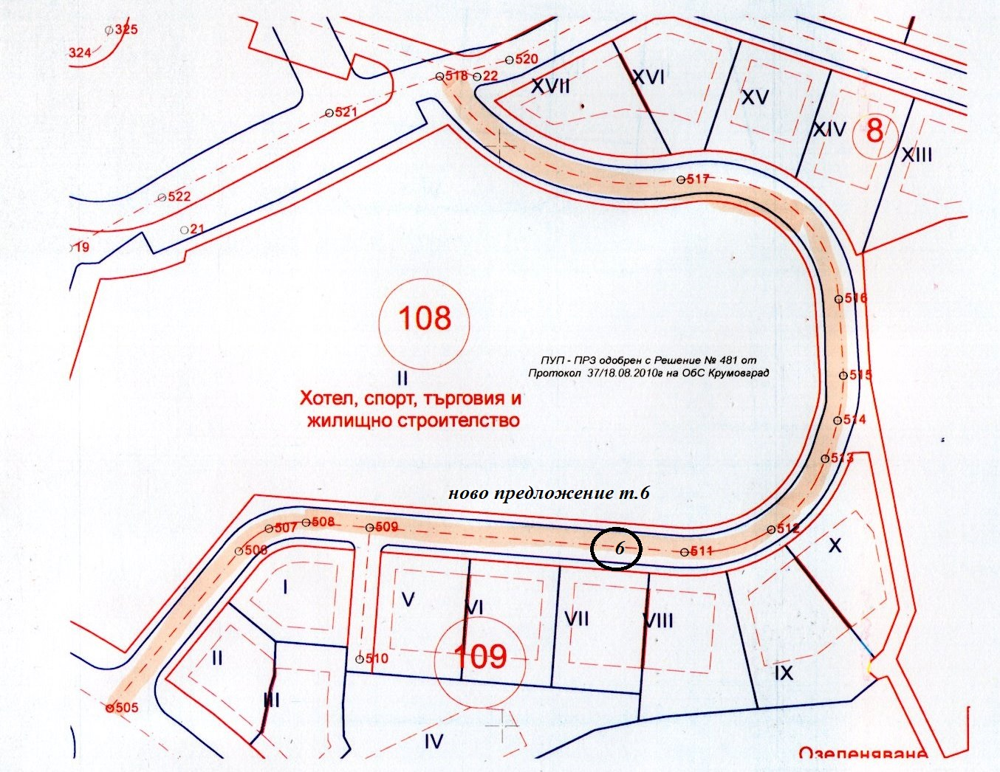 325
324
520
518
22
XVII
XVI
XV
XIV
8
XIII
521
522
517
21
19
516
108
II
Хотел, спорт, търговия и
жилищно строителство
ПУП - ПРЗ одобрен с Решение № 481 от
Протокол 37/18.08.2010г на ОбС Крумовград
515
514
513
ново предложение т.6
507
508
509
506
6
511
512
X
I
V
VI
VII
VIII
II
510
109
IX
III
505
IV
Озеленяване